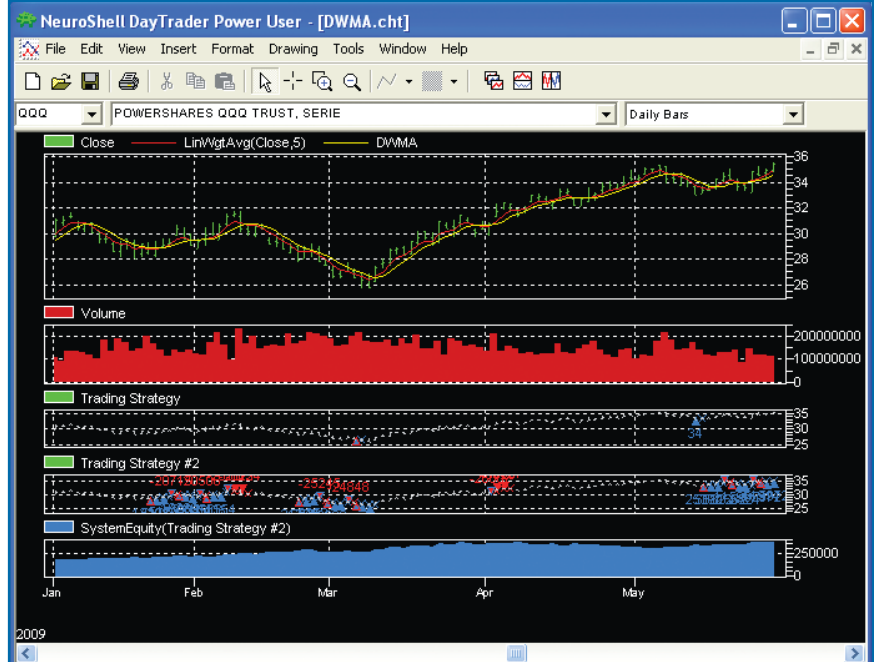 NeuroShell DayTrader Power User - [DWMA.cht]
File Edit View Insert Format Drawing Tools Window Help
QQQ POWERSHARES QQQ TRUST, SERIE Daily Bars
Close LinWgtAvg(Close,5) DWMA
36
34
32
30
28
26
Volume
200000000
100000000
0
Trading Strategy
35
30
25
34
Trading Strategy #2
35
30
25
SystemEquity(Trading Strategy #2)
250000
0
Jan Feb Mar Apr May
2009